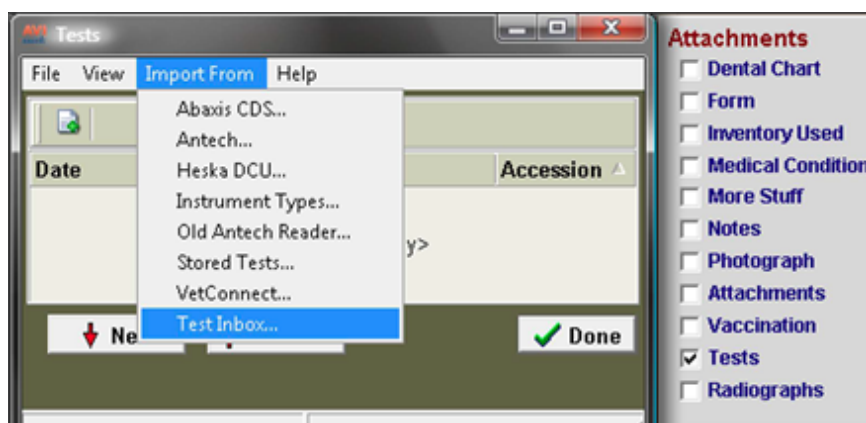 AVI Tests
File View Import From Help
Abaxis CDS...
Antech...
Heska DCU...
Instrument Types...
Old Antech Reader...
Stored Tests...
VetConnect...
Test Inbox...
Date Accession
y>
Ne
Done
Attachments
Dental Chart
Form
Inventory Used
Medical Condition
More Stuff
Notes
Photograph
Attachments
Vaccination
Tests
Radiographs